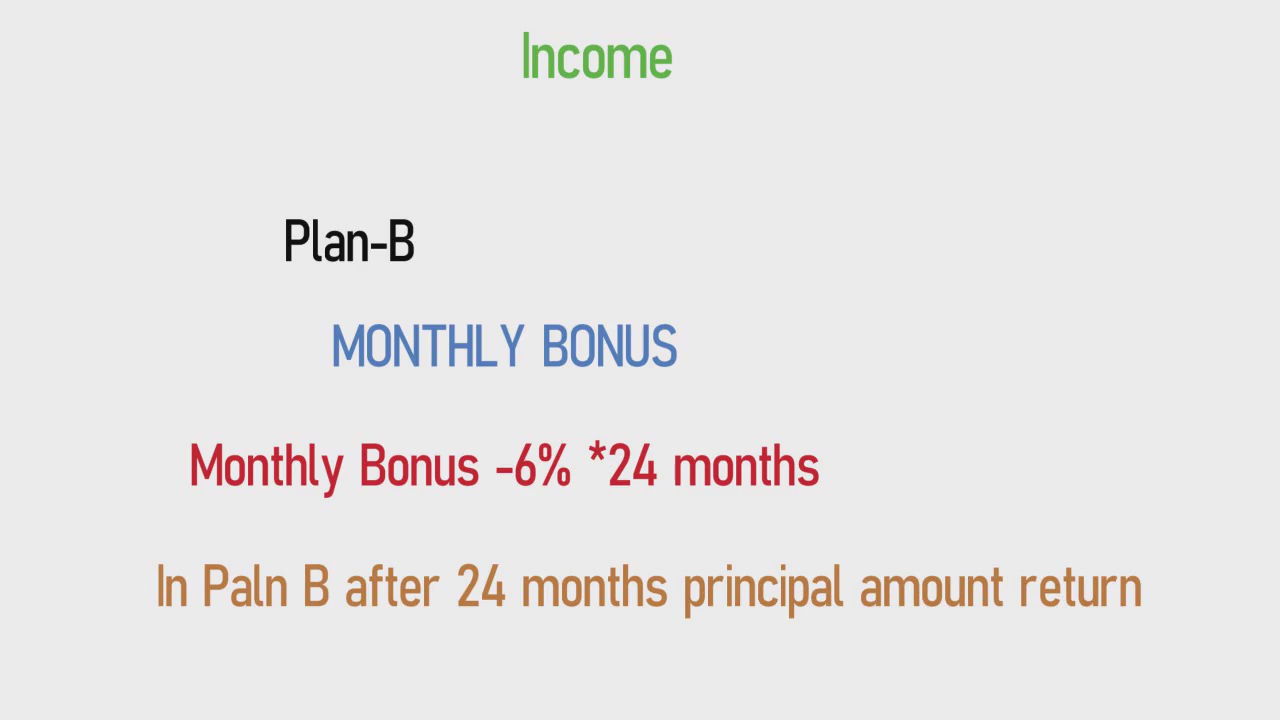 Income
Plan-B
MONTHLY BONUS
Monthly Bonus -6% *24 months
In Paln B after 24 months principal amount return